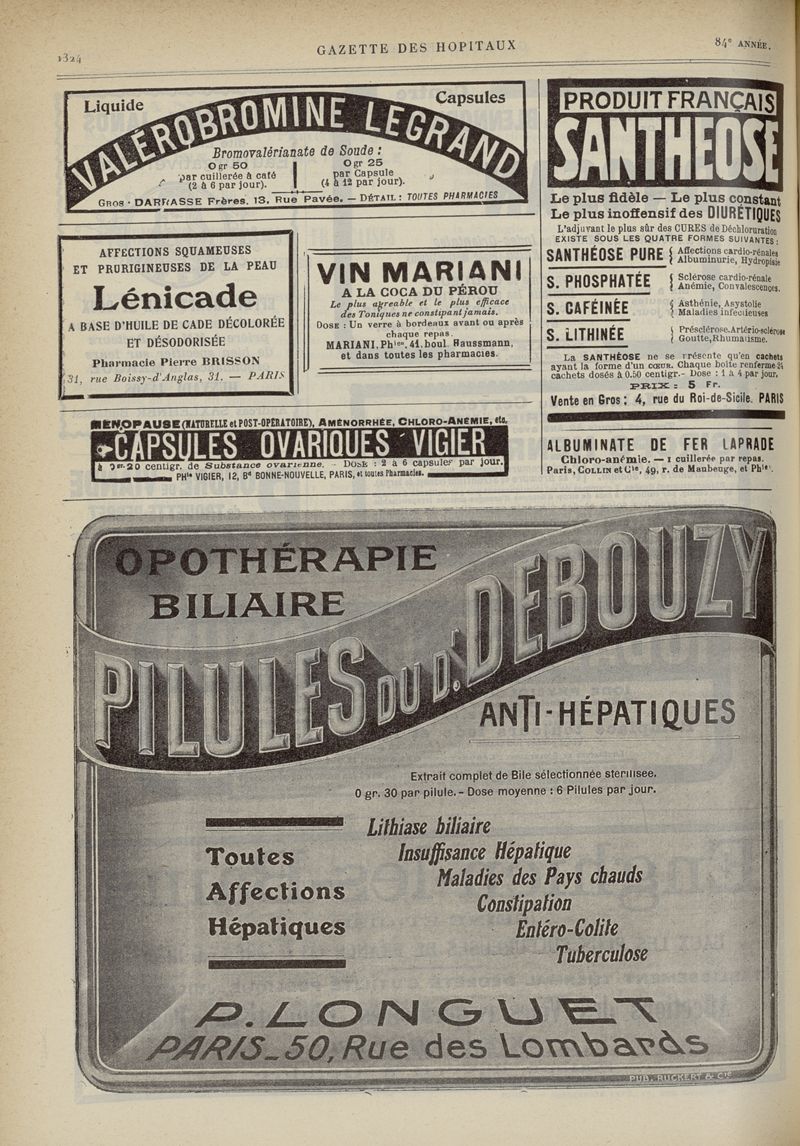 1324
GAZETTE DES HOPITAUX
84e ANNÉE.
Liquide
Capsules
VALÉROBROMINE LEGRAND
Bromovalérianate de Soude :
0 gr 50
par cuillerée à café
(2 à 6 par jour).
0 gr 25
par Capsule
(4 à 12 par jour).
GROS · DARRASSE Frères, 13, Rue Pavée. — DÉTAIL : TOUTES PHARMACIES
AFFECTIONS SQUAMEUSES
ET PRURIGINEUSES DE LA PEAU
Lénicade
A BASE D'HUILE DE CADE DÉCOLORÉE
ET DÉSODORISÉE
Pharmacie Pierre BRISSON
31, rue Boissy-d'Anglas, 31. — PARIS
VIN MARIANI
A LA COCA DU PÉROU
Le plus agreable et le plus efficace
des Toniques ne constipant jamais.
DOSE : Un verre à bordeaux avant ou après
chaque repas
MARIANI, Phien, 41, boul. Haussmann,
et dans toutes les pharmacies.
MÉNOPAUSE (NATURELLE et POST-OPÉRATOIRE), AMÉNORRHÉE, CHLORO-ANÉMIE, etc.
CAPSULES OVARIQUES VIGIER
à 0gr.20 centigr. de Substance ovarienne. - DOSE : 2 à 6 capsules par jour.
PHie VIGIER, 12, Bd BONNE-NOUVELLE, PARIS, et toutes Pharmacies.
PRODUIT FRANÇAIS
SANTHEOSE
Le plus fidèle — Le plus constant
Le plus inoffensif des DIURÉTIQUES
L'adjuvant le plus sûr des CURES de Déchloruration
EXISTE SOUS LES QUATRE FORMES SUIVANTES :
SANTHÉOSE PURE { Affections cardio-rénales
Albuminurie, Hydropisie
S. PHOSPHATÉE { Sclérose cardio-rénale
Anémie, Convalescences.
S. CAFÉINÉE { Asthénie, Asystolie
Maladies infectieuses
S. LITHINÉE { Présclérose. Artério-sclérose
Goutte, Rhumatisme.
La SANTHÉOSE ne se présente qu'en cachets
ayant la forme d'un cœur. Chaque boîte renferme 24
cachets dosés à 0.50 centigr.- Dose : 1 à 4 par jour.
PRIX : 5 Fr.
Vente en Gros : 4, rue du Roi-de-Sicile. PARIS
ALBUMINATE DE FER LAPRADE
Chloro-anémie. — 1 cuillerée par repas.
Paris, COLLIN et Cie, 49, r. de Maubeuge, et Phies.
OPOTHÉRAPIE
BILIAIRE
PILULES DU Dr. DEBOUZY
ANTI-HÉPATIQUES
Extrait complet de Bile sélectionnée sterilisee.
0 gr. 30 par pilule. - Dose moyenne : 6 Pilules par jour.
Toutes
Affections
Hépatiques
Lithiase biliaire
Insuffisance Hépatique
Maladies des Pays chauds
Constipation
Entéro-Colite
Tuberculose
P. LONGUET
PARIS_50, Rue des Lombards
PUB. RUCKERT & Cie